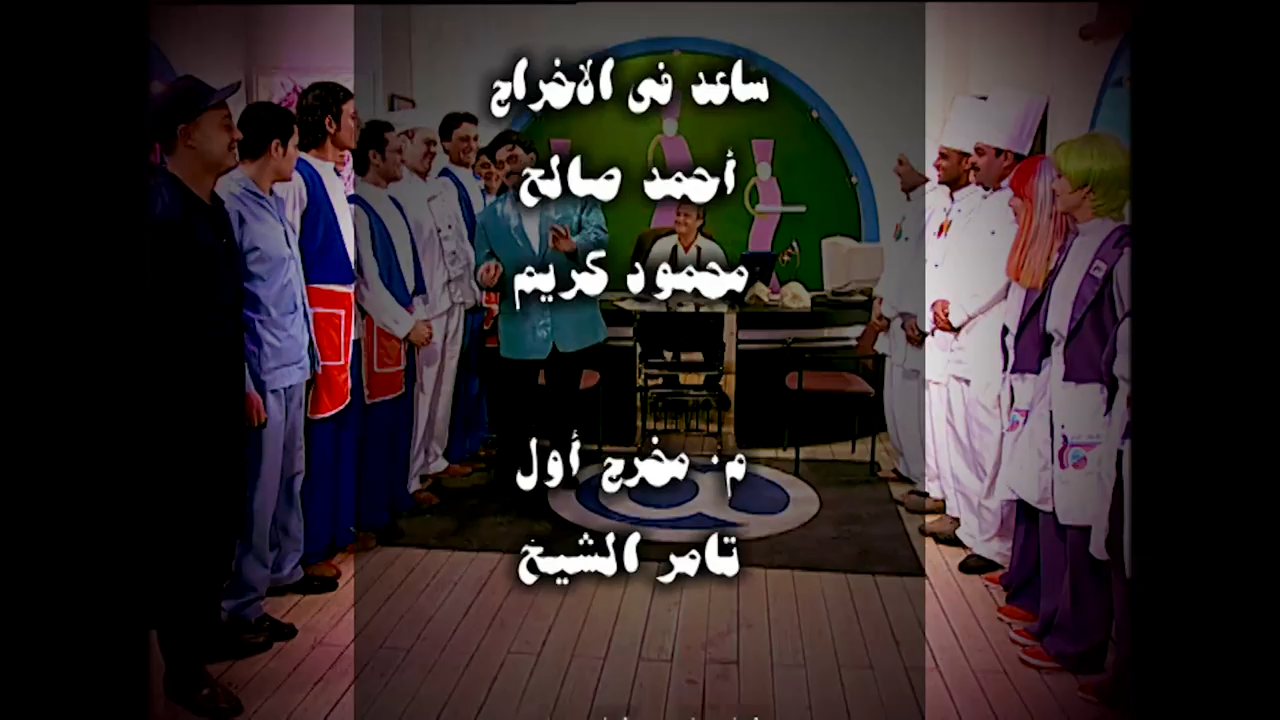 ساعد فى الاخراج
أحمد صالح
محمود كريم
م. مخرج أول
تامر الشيخ